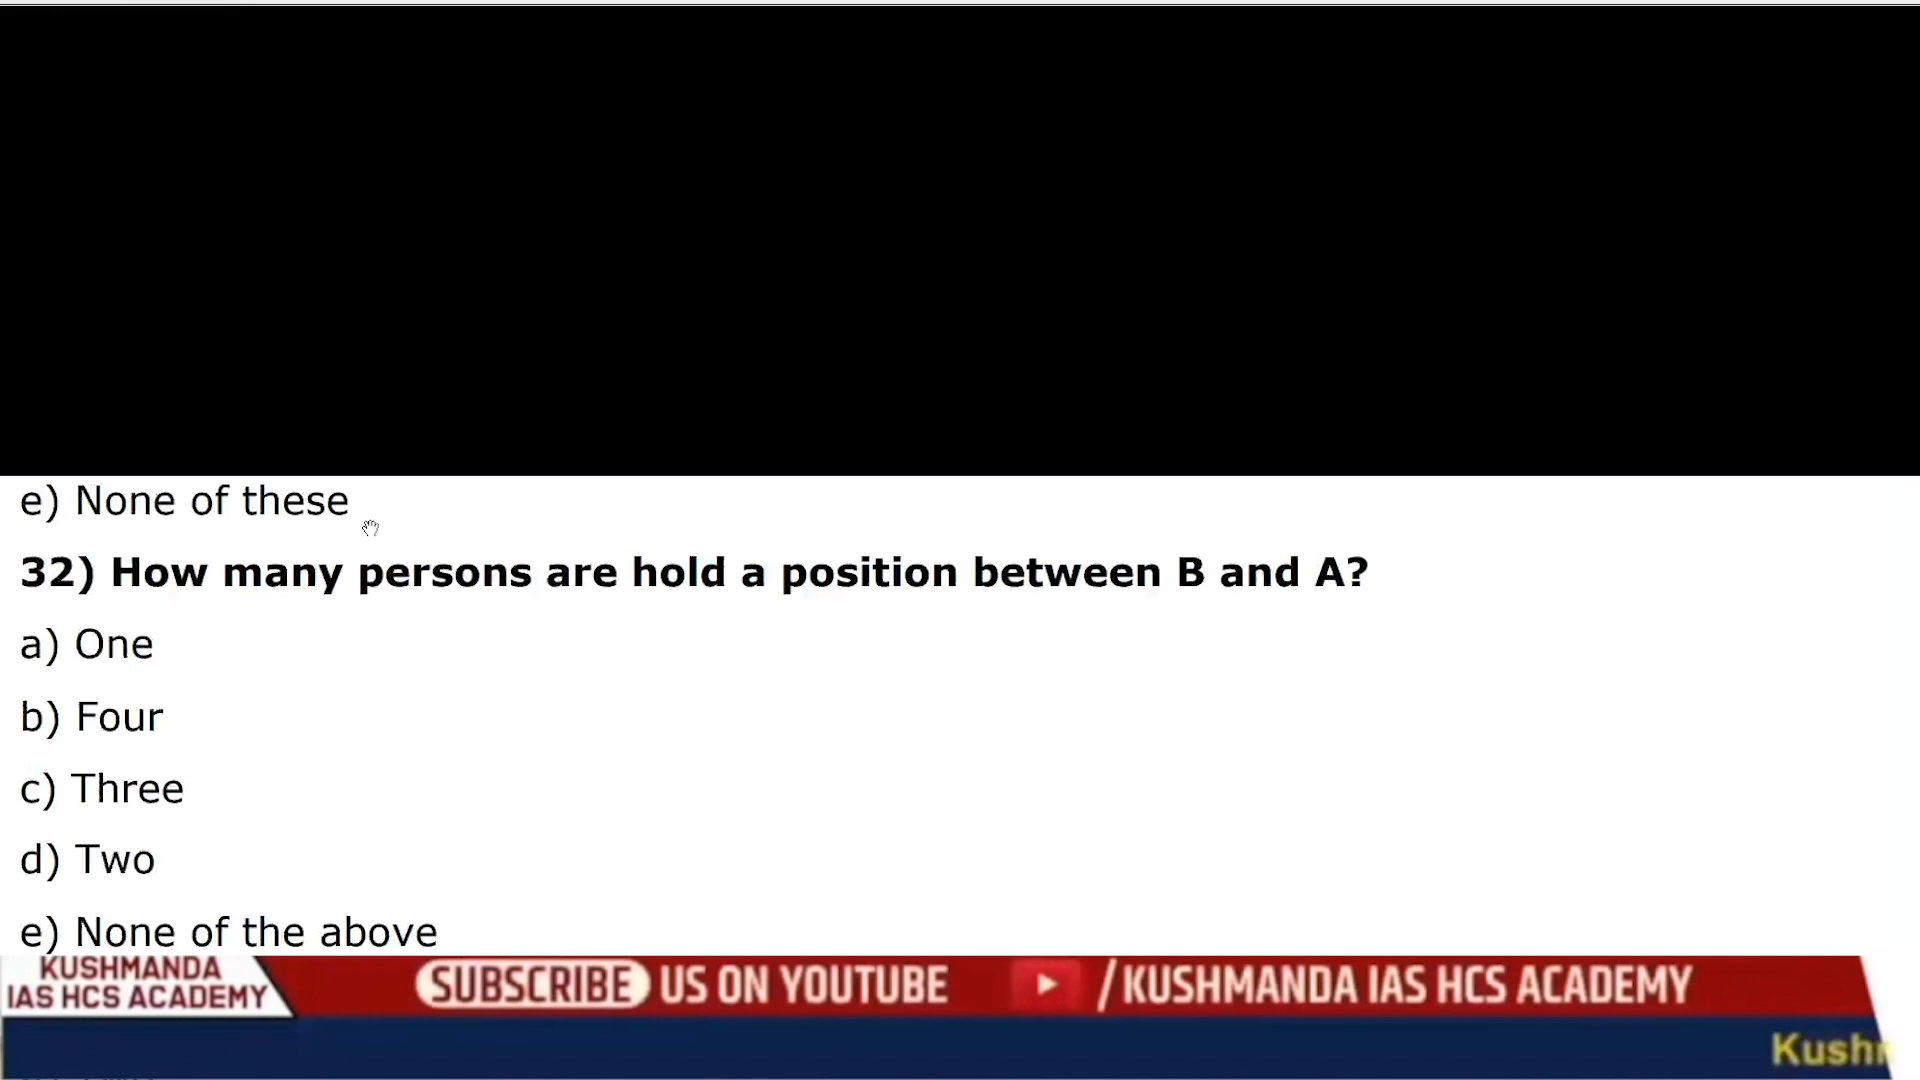 e) None of these
32) How many persons are hold a position between B and A?
a) One
b) Four
c) Three
d) Two
e) None of the above
KUSHMANDA
IAS HCS ACADEMY
SUBSCRIBE US ON YOUTUBE
/KUSHMANDA IAS HCS ACADEMY